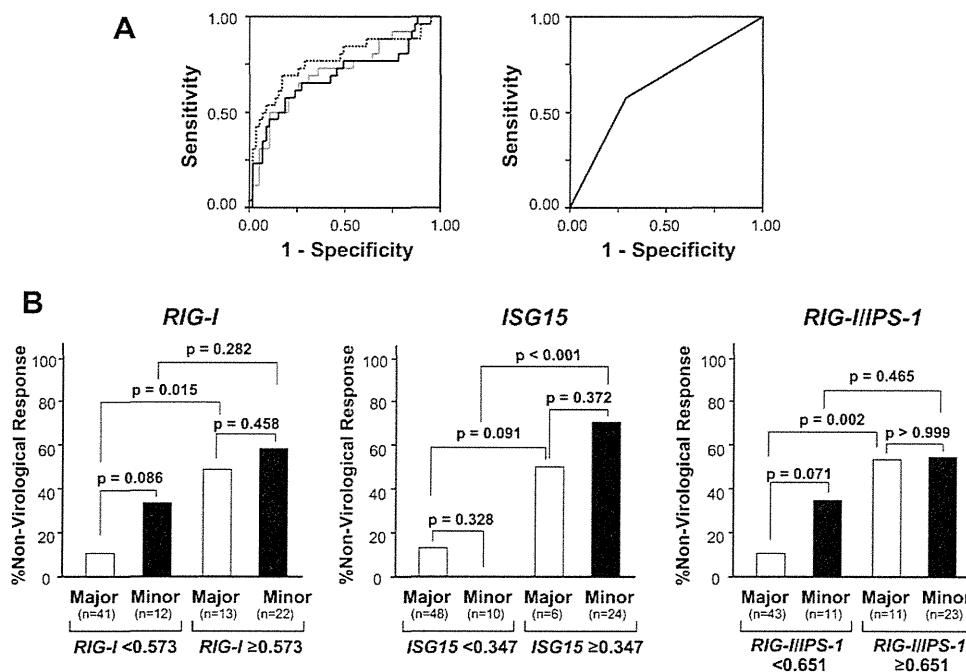 A
1.00
0.50
0.00
Sensitivity
0.00 0.50 1.00
1 - Specificity
1.00
0.50
0.00
Sensitivity
0.00 0.50 1.00
1 - Specificity
B
RIG-I
%Non-Virological Response
100
80
60
40
20
0
p = 0.282
p = 0.015
p = 0.458
p = 0.086
Major Minor Major Minor
(n=41) (n=12) (n=13) (n=22)
RIG-I <0.573 RIG-I ≥0.573
ISG15
%Non-Virological Response
100
80
60
40
20
0
p < 0.001
p = 0.372
p = 0.091
p = 0.328
Major Minor Major Minor
(n=48) (n=10) (n=6) (n=24)
ISG15 <0.347 ISG15 ≥0.347
RIG-I/IPS-1
%Non-Virological Response
100
80
60
40
20
0
p = 0.465
p = 0.002
p > 0.999
p = 0.071
Major Minor Major Minor
(n=43) (n=11) (n=11) (n=23)
RIG-I/IPS-1 RIG-I/IPS-1
<0.651 ≥0.651